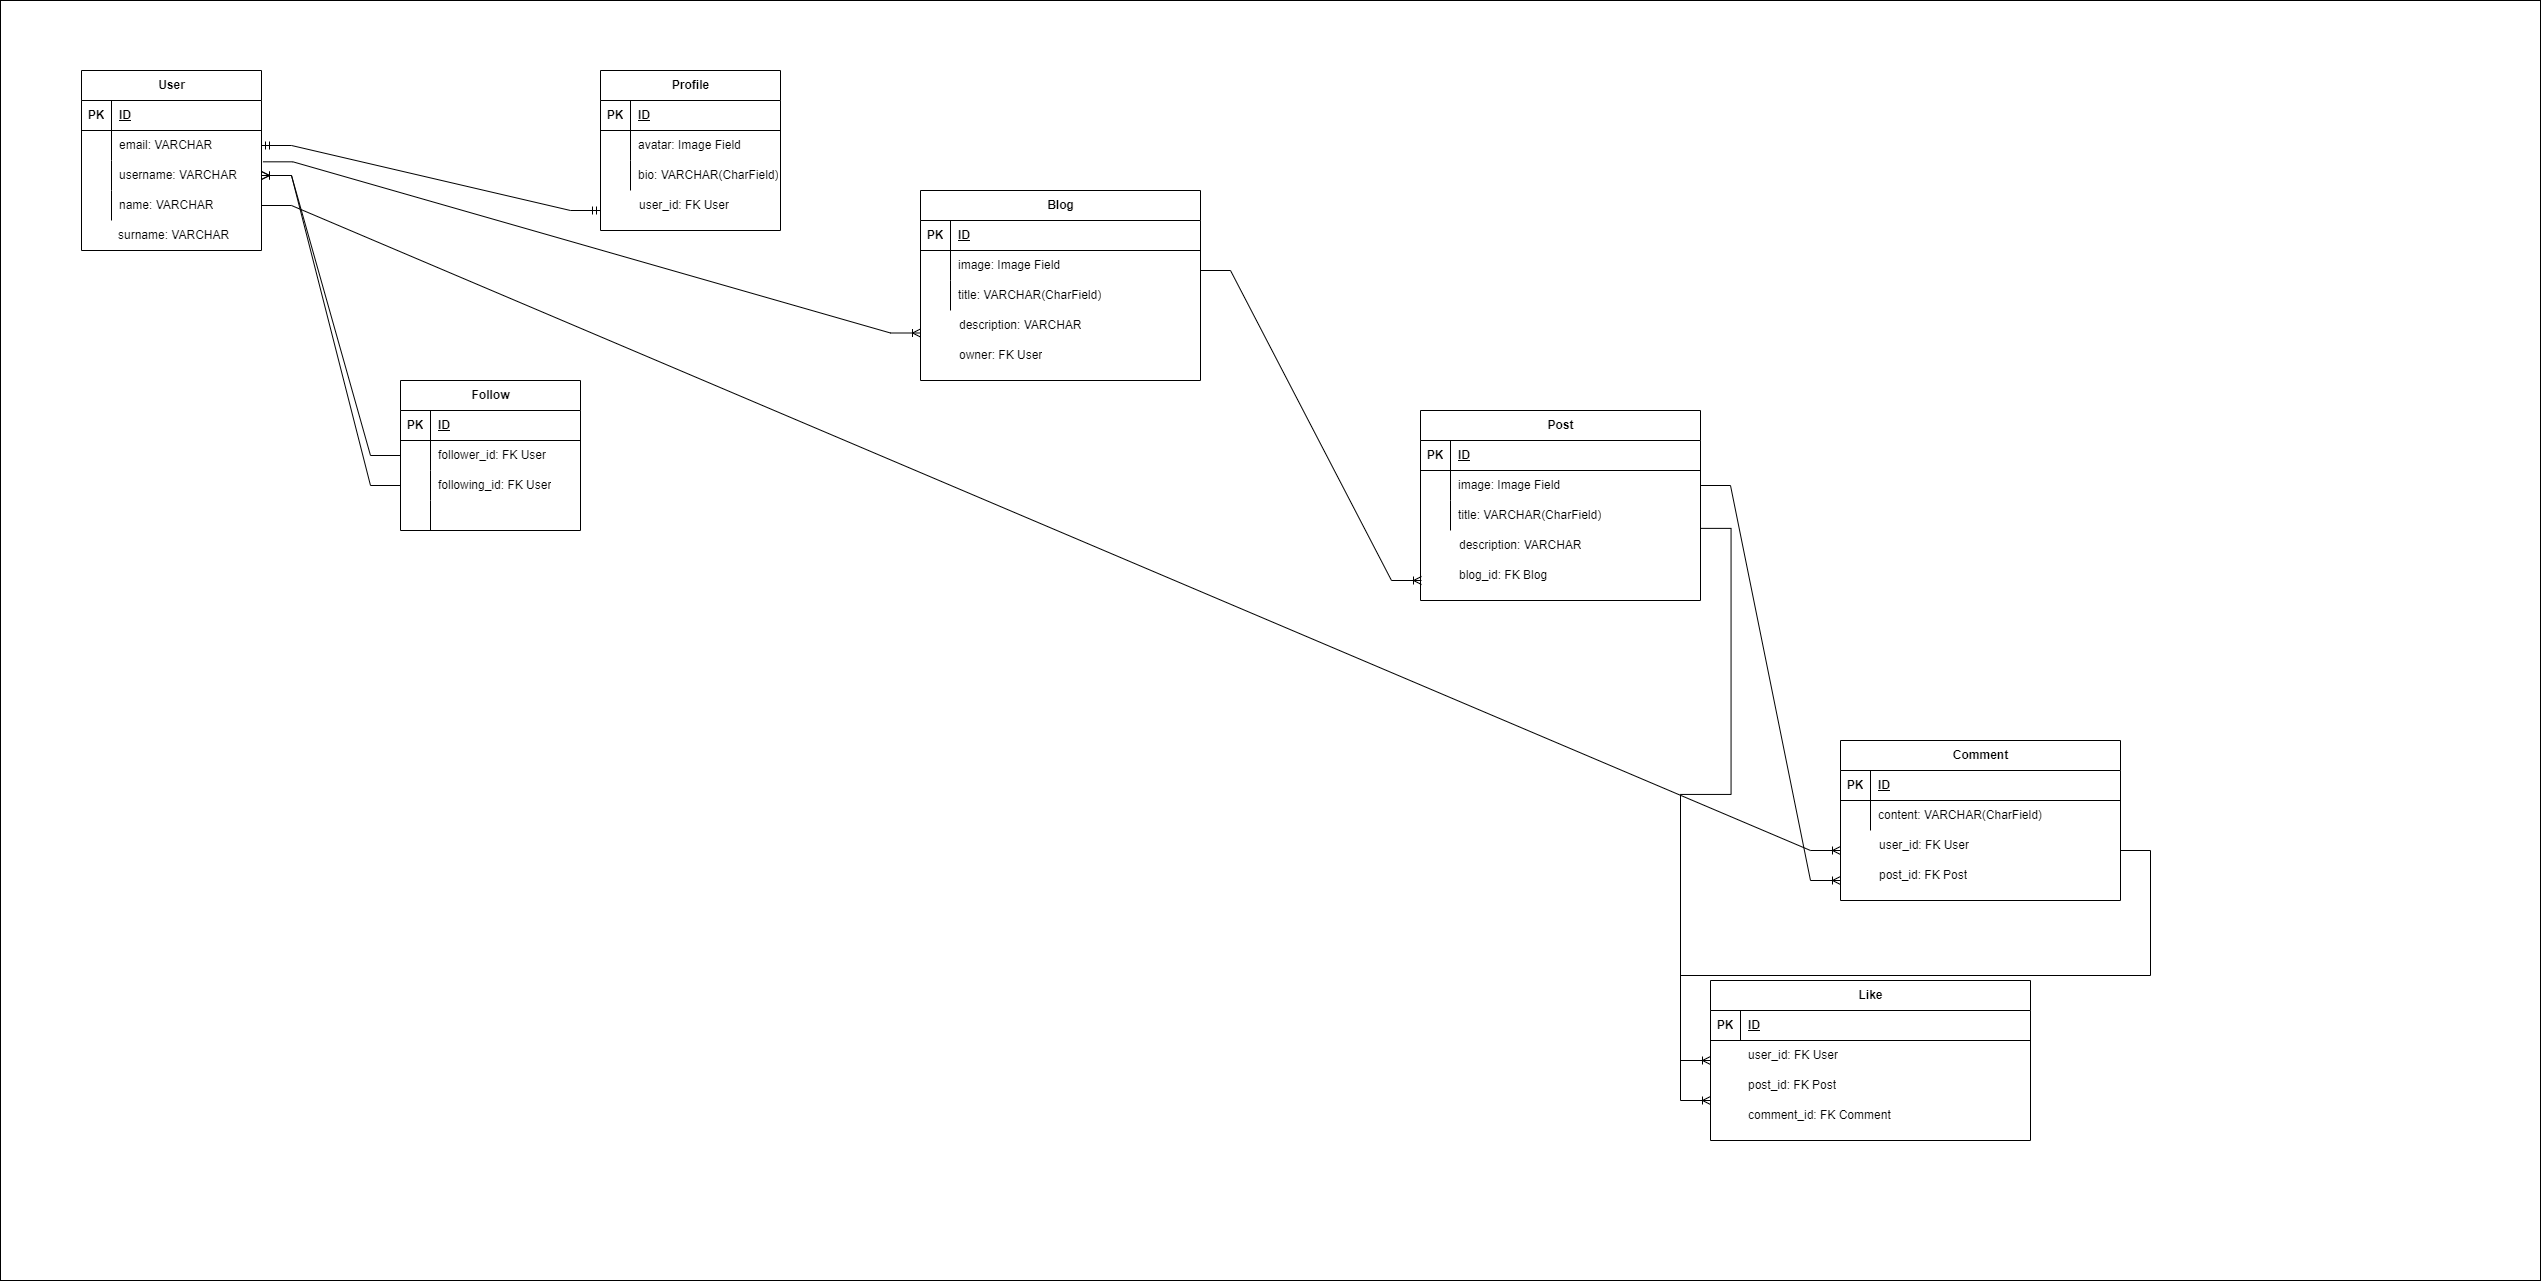 User
PK ID
email: VARCHAR
username: VARCHAR
name: VARCHAR
surname: VARCHAR
Profile
PK ID
avatar: Image Field
bio: VARCHAR(CharField)
user_id: FK User
Blog
PK ID
image: Image Field
title: VARCHAR(CharField)
description: VARCHAR
owner: FK User
Follow
PK ID
follower_id: FK User
following_id: FK User
Post
PK ID
image: Image Field
title: VARCHAR(CharField)
description: VARCHAR
blog_id: FK Blog
Comment
PK ID
content: VARCHAR(CharField)
user_id: FK User
post_id: FK Post
Like
PK ID
user_id: FK User
post_id: FK Post
comment_id: FK Comment